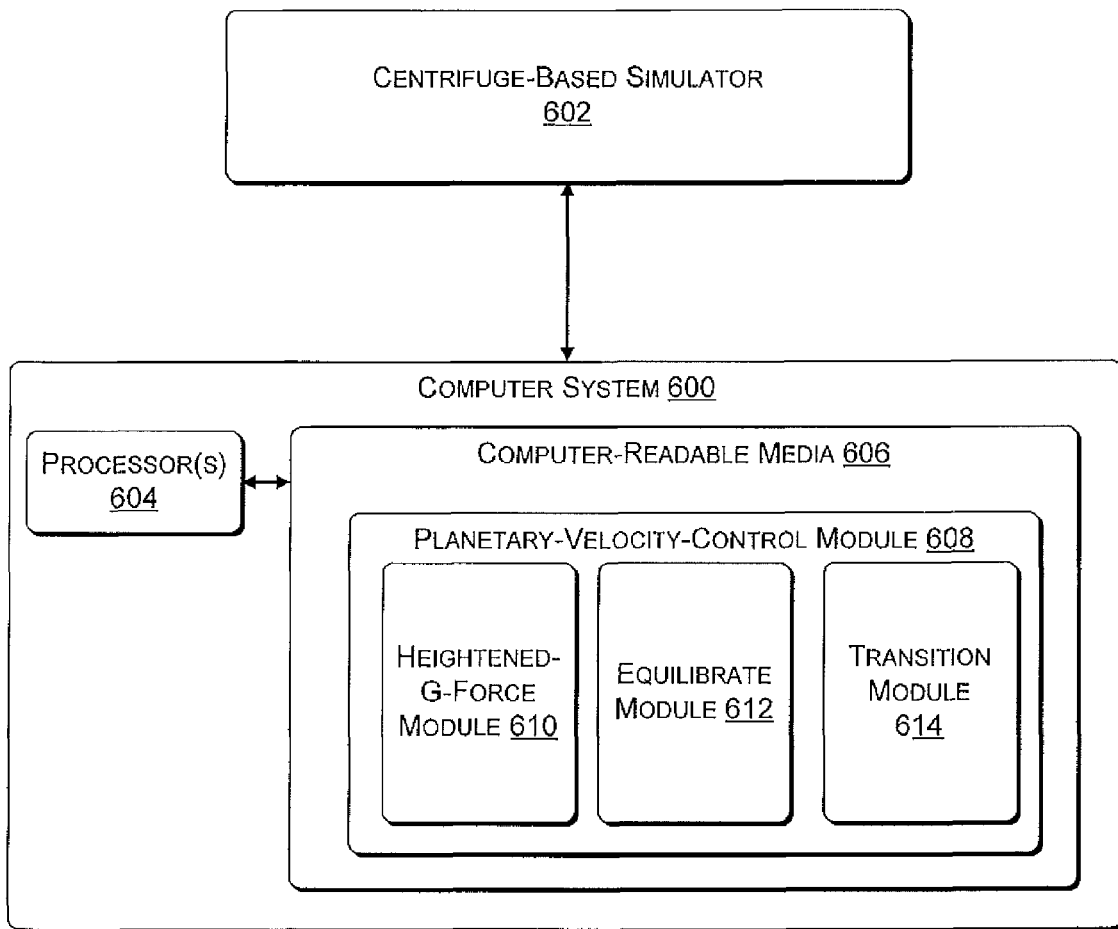 CENTRIFUGE-BASED SIMULATOR
602
COMPUTER SYSTEM 600
PROCESSOR(S)
604
COMPUTER-READABLE MEDIA 606
PLANETARY-VELOCITY-CONTROL MODULE 608
HEIGHTENED-
G-FORCE
MODULE 610
EQUILIBRATE
MODULE 612
TRANSITION
MODULE
614